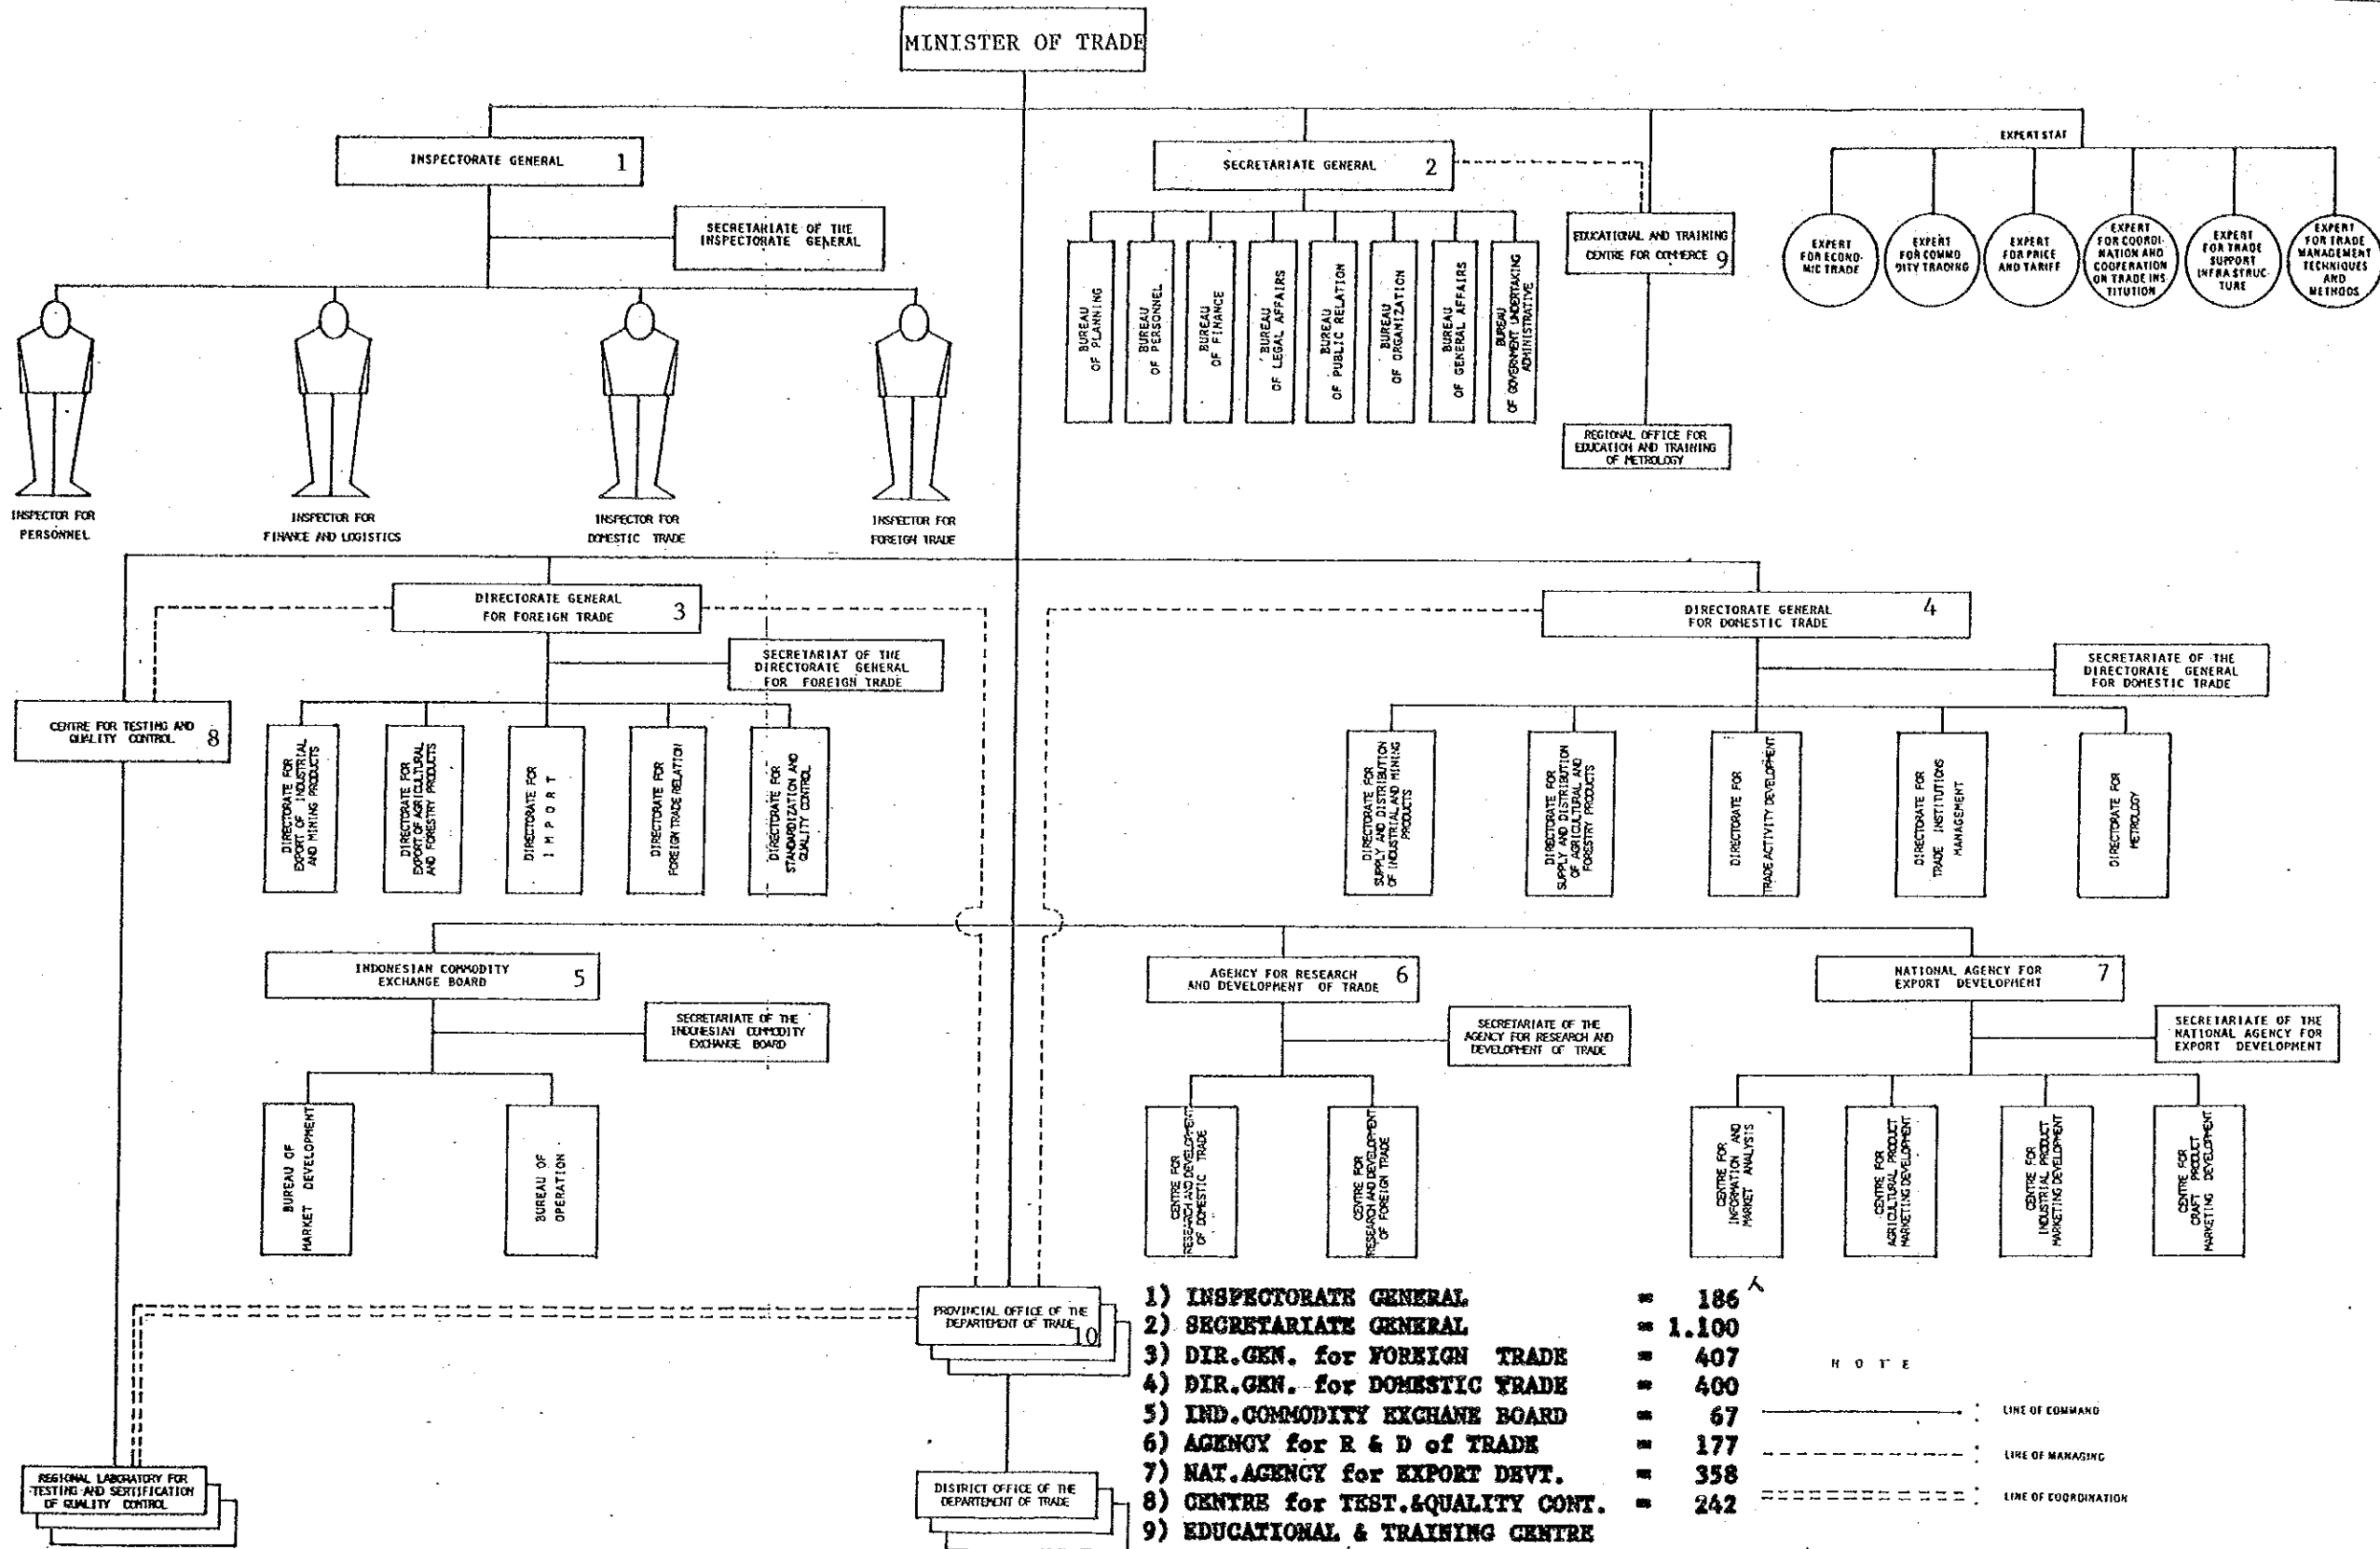 MINISTER OF TRADE
INSPECTORATE GENERAL 1
SECRETARIATE GENERAL 2
EXPERT STAF
SECRETARIATE OF THE
INSPECTORATE GENERAL
BUREAU
OF PLANNING
BUREAU
OF PERSONNEL
BUREAU
OF FINANCE
BUREAU
OF LEGAL AFFAIRS
BUREAU
OF PUBLIC RELATION
BUREAU
OF ORGANIZATION
BUREAU
OF GENERAL AFFAIRS
BUREAU
OF GOVERNMENT UNDERTAKING
ADMINISTRATIVE
EDUCATIONAL AND TRAINING
CENTRE FOR COMMERCE 9
EXPERT
FOR ECONO-
MIC TRADE
EXPERT
FOR COMMO
DITY TRADING
EXPERT
FOR PRICE
AND TARIFF
EXPERT
FOR COORDI-
NATION AND
COOPERATION
ON TRADE INS-
TITUTION
EXPERT
FOR TRADE
SUPPORT
INFRA STRUC-
TURE
EXPERT
FOR TRADE
MANAGEMENT
TECHNIQUES
AND
METHODS
REGIONAL OFFICE FOR
EDUCATION AND TRAINING
OF METROLOGY
INSPECTOR FOR
PERSONNEL
INSPECTOR FOR
FINANCE AND LOGISTICS
INSPECTOR FOR
DOMESTIC TRADE
INSPECTOR FOR
FOREIGN TRADE
DIRECTORATE GENERAL
FOR FOREIGN TRADE 3
DIRECTORATE GENERAL
FOR DOMESTIC TRADE 4
SECRETARIAT OF THE
DIRECTORATE GENERAL
FOR FOREIGN TRADE
SECRETARIATE OF THE
DIRECTORATE GENERAL
FOR DOMESTIC TRADE
CENTRE FOR TESTING AND
QUALITY CONTROL 8
DIRECTORATE FOR
EXPORT OF INDUSTRIAL
AND MINING PRODUCTS
DIRECTORATE FOR
EXPORT OF AGRICULTURAL
AND FORESTRY PRODUCTS
DIRECTORATE FOR
I M P O R T
DIRECTORATE FOR
FOREIGN TRADE RELATION
DIRECTORATE FOR
STANDARDIZATION AND
QUALITY CONTROL
DIRECTORATE FOR
SUPPLY AND DISTRIBUTION
OF INDUSTRIAL AND MINING
PRODUCTS
DIRECTORATE FOR
SUPPLY AND DISTRIBUTION
OF AGRICULTURAL AND
FORESTRY PRODUCTS
DIRECTORATE FOR
TRADE ACTIVITY DEVELOPMENT
DIRECTORATE FOR
TRADE INSTITUTIONS
MANAGEMENT
DIRECTORATE FOR
METROLOGY
INDONESIAN COMMODITY
EXCHANGE BOARD 5
AGENCY FOR RESEARCH
AND DEVELOPMENT OF TRADE 6
NATIONAL AGENCY FOR
EXPORT DEVELOPMENT 7
SECRETARIATE OF THE
INDONESIAN COMMODITY
EXCHANGE BOARD
SECRETARIATE OF THE
AGENCY FOR RESEARCH AND
DEVELOPMENT OF TRADE
SECRETARIATE OF THE
NATIONAL AGENCY FOR
EXPORT DEVELOPMENT
BUREAU OF
MARKET DEVELOPMENT
BUREAU OF
OPERATION
CENTRE FOR
RESEARCH AND DEVELOPMENT
OF DOMESTIC TRADE
CENTRE FOR
RESEARCH AND DEVELOPMENT
OF FOREIGN TRADE
CENTRE FOR
INFORMATION AND
MARKET ANALYSIS
CENTRE FOR
AGRICULTURAL PRODUCT
MARKETING DEVELOPMENT
CENTRE FOR
INDUSTRIAL PRODUCT
MARKETING DEVELOPMENT
CENTRE FOR
CRAFT PRODUCT
MARKETING DEVELOPMENT
PROVINCIAL OFFICE OF THE
DEPARTEMENT OF TRADE 10
REGIONAL LABORATORY FOR
TESTING AND SERTIFICATION
OF QUALITY CONTROL
DISTRICT OFFICE OF THE
DEPARTEMENT OF TRADE
1) INSPECTORATE GENERAL = 186 人
2) SECRETARIATE GENERAL = 1.100
3) DIR.GEN. for FOREIGN TRADE = 407
4) DIR.GEN. for DOMESTIC TRADE = 400
5) IND.COMMODITY EXCHANE BOARD = 67
6) AGENCY for R & D of TRADE = 177
7) NAT.AGENCY for EXPORT DEVT. = 358
8) CENTRE for TEST.&QUALITY CONT. = 242
9) EDUCATIONAL & TRAINING CENTRE
N O T E
: LINE OF COMMAND
: LINE OF MANAGING
: LINE OF COORDINATION